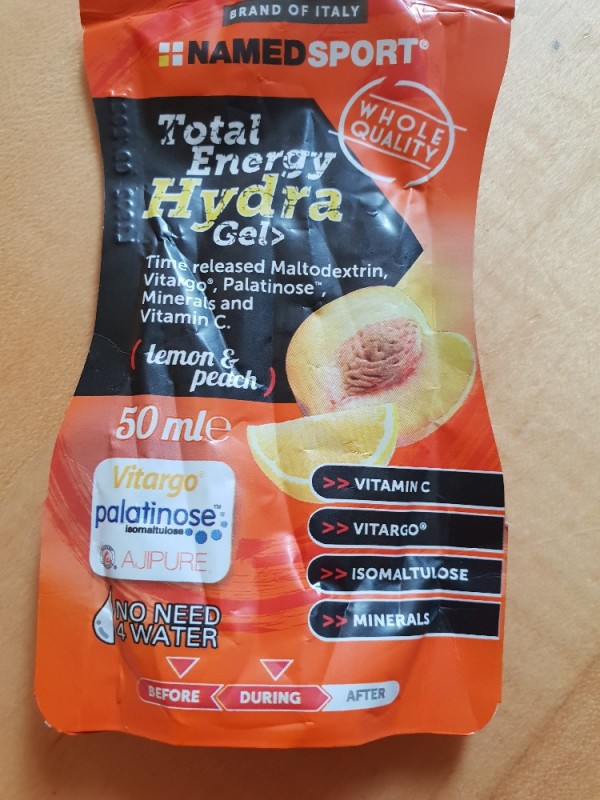 BRAND OF ITALY
NAMEDSPORT®
WHOLE
QUALITY
Total
Energy
Hydra
Gel>
Time released Maltodextrin,
Vitargo®, Palatinose™,
Minerals and
Vitamin C.
( lemon &
peach )
50 ml℮
Vitargo®
palatinose™
isomaltulose
AJIPURE
>> VITAMIN C
>> VITARGO®
>> ISOMALTULOSE
>> MINERALS
NO NEED
4 WATER
BEFORE DURING AFTER